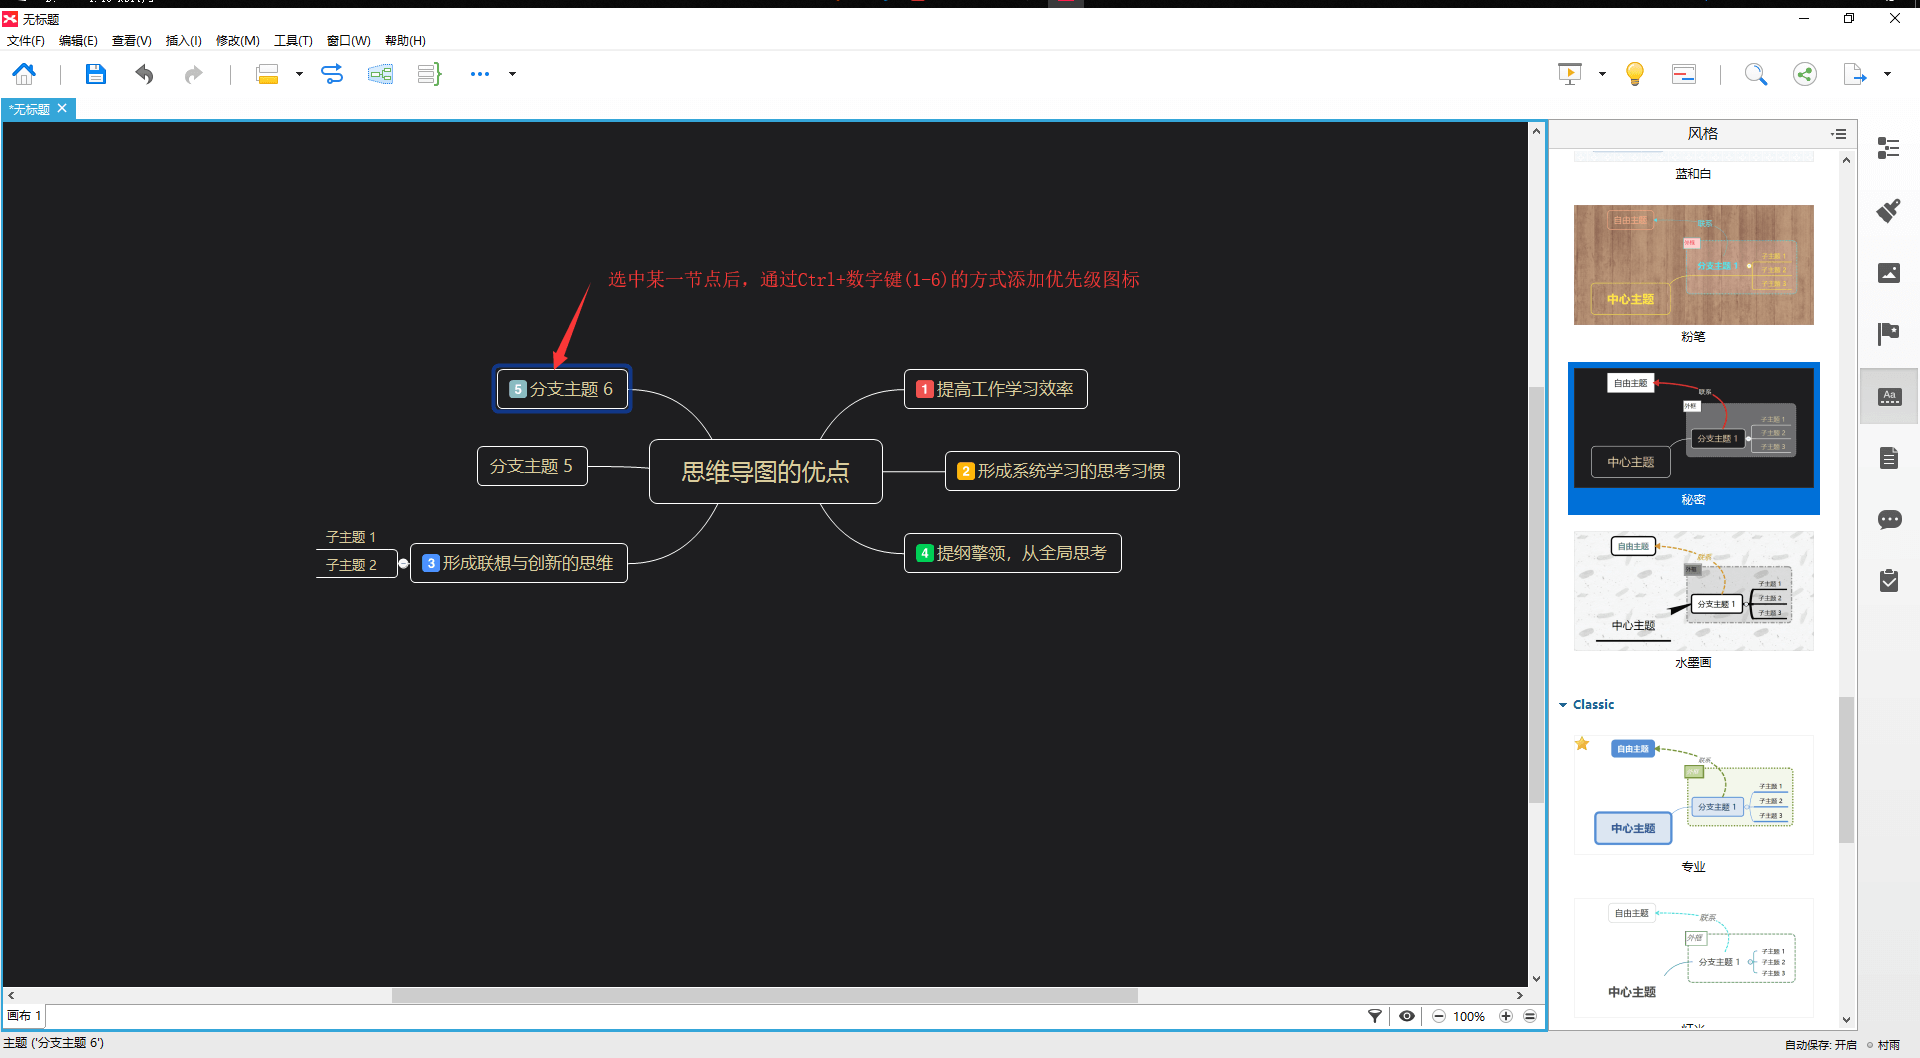 无标题
文件(F) 编辑(E) 查看(V) 插入(I) 修改(M) 工具(T) 窗口(W) 帮助(H)
*无标题
选中某一节点后，通过Ctrl+数字键(1-6)的方式添加优先级图标
5 分支主题 6
1 提高工作学习效率
分支主题 5
思维导图的优点
2 形成系统学习的思考习惯
子主题 1
子主题 2
3 形成联想与创新的思维
4 提纲擎领，从全局思考
风格
蓝和白
自由主题
联系
外框
分支主题 1
子主题 1
子主题 2
子主题 3
中心主题
粉笔
自由主题
联系
外框
分支主题 1
子主题 1
子主题 2
子主题 3
中心主题
秘密
自由主题
联系
外框
分支主题 1
子主题 1
子主题 2
子主题 3
中心主题
水墨画
Classic
自由主题
联系
分支主题 1
子主题 1
子主题 2
子主题 3
中心主题
专业
自由主题
联系
外框
分支主题 1
子主题 1
子主题 2
子主题 3
中心主题
Aa
画布 1
100%
主题 ('分支主题 6')
自动保存: 开启
村雨